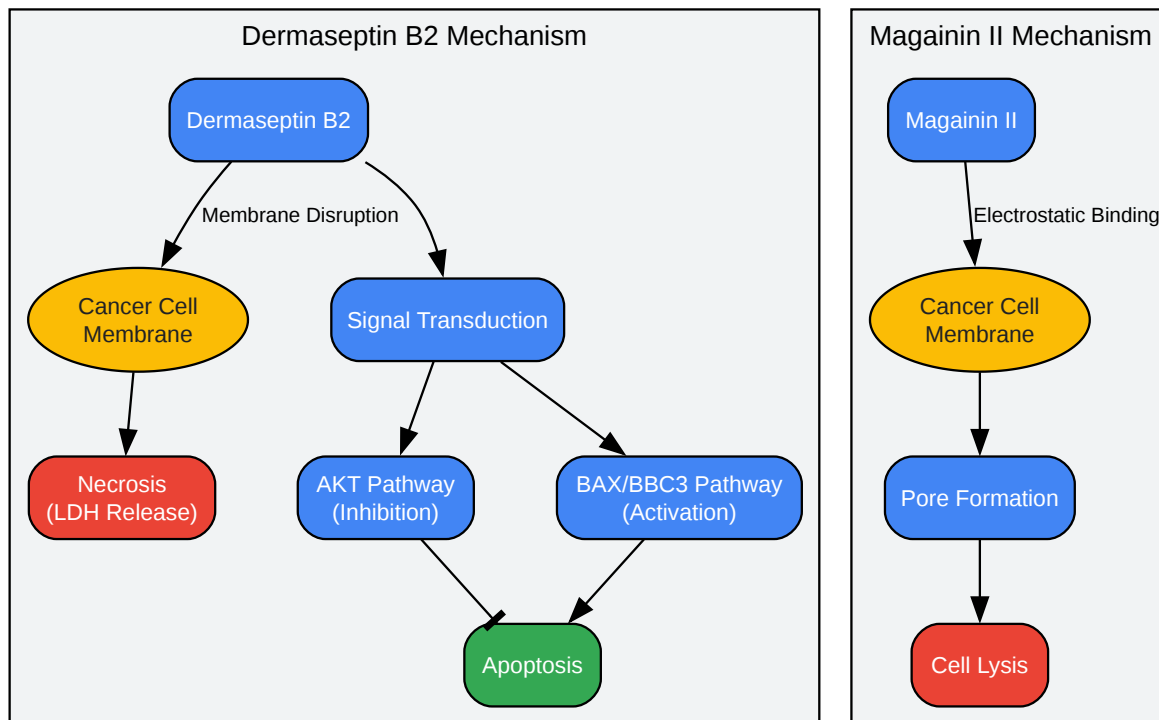 Dermaseptin B2 Mechanism
Dermaseptin B2
Membrane Disruption
Cancer Cell
Membrane
Signal Transduction
Necrosis
(LDH Release)
AKT Pathway
(Inhibition)
BAX/BBC3 Pathway
(Activation)
Apoptosis
Magainin II Mechanism
Magainin II
Electrostatic Binding
Cancer Cell
Membrane
Pore Formation
Cell Lysis